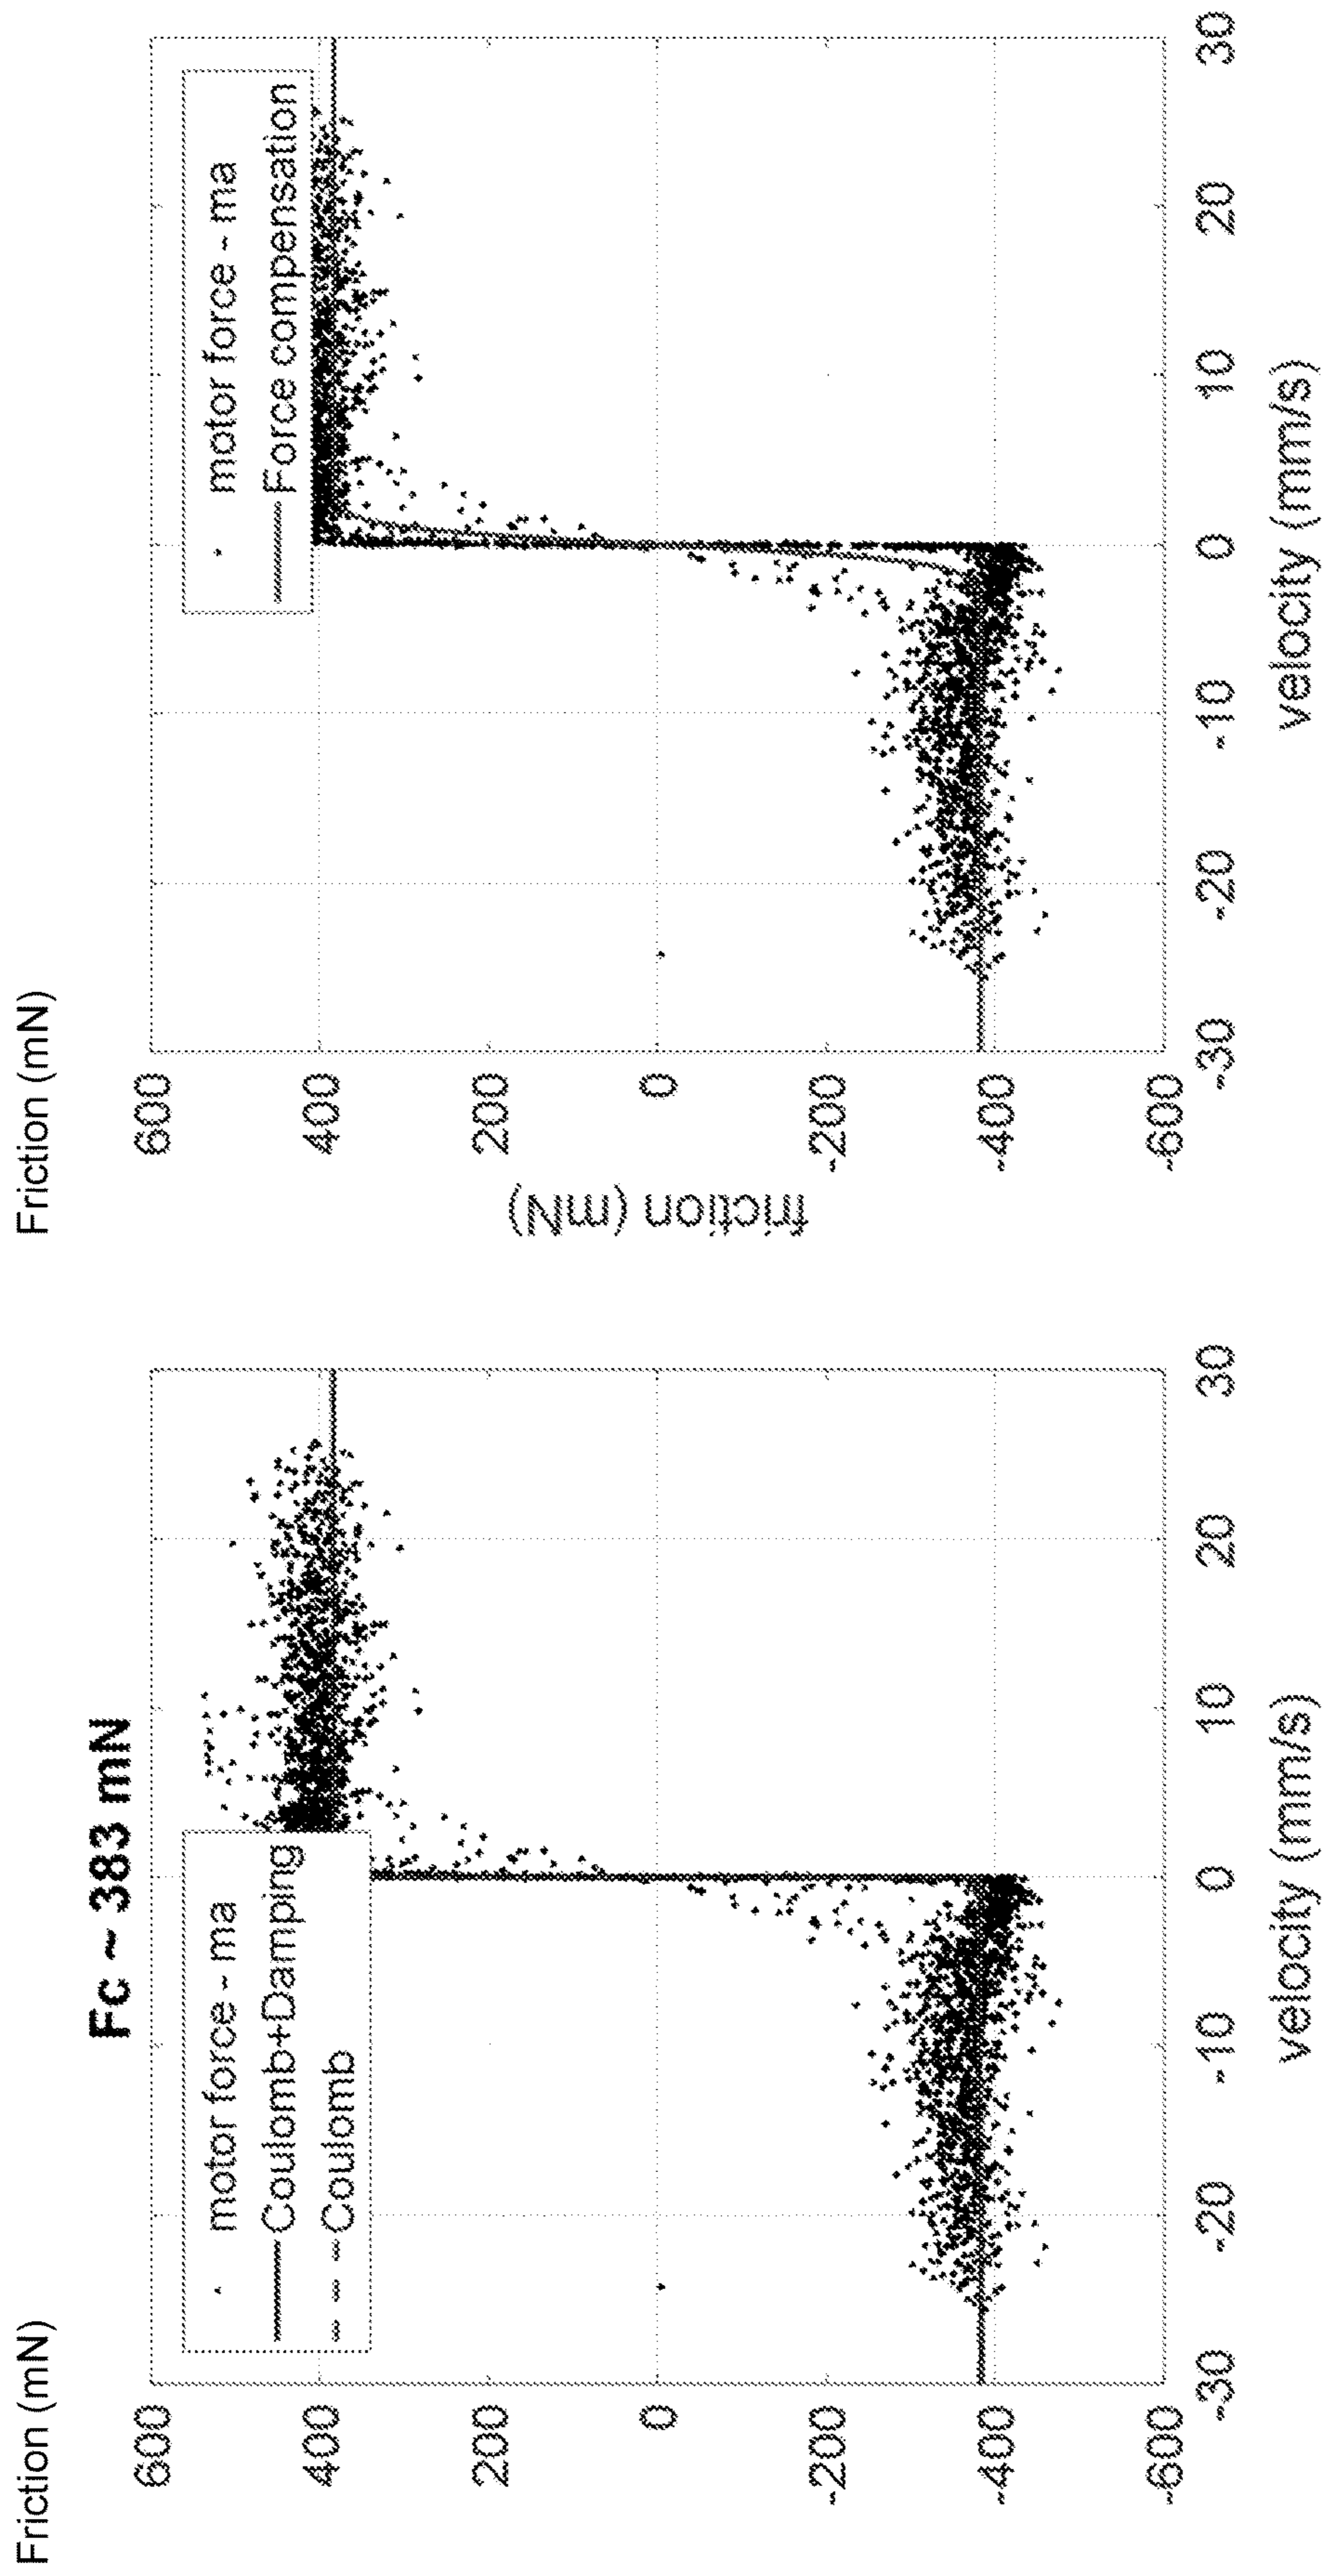 Friction (mN)
Fc ~ 383 mN
600
400
200
0
-200
-400
-600
motor force - ma
Coulomb+Damping
Coulomb
-30
-20
-10
0
10
20
30
velocity (mm/s)
Friction (mN)
friction (mN)
600
400
200
0
-200
-400
-600
motor force - ma
Force compensation
-30
-20
-10
0
10
20
30
velocity (mm/s)